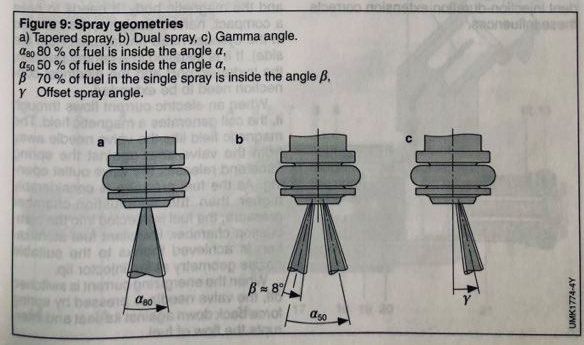 Figure 9: Spray geometries
a) Tapered spray, b) Dual spray, c) Gamma angle.
α80 80 % of fuel is inside the angle α,
α50 50 % of fuel is inside the angle α,
β 70 % of fuel in the single spray is inside the angle β,
γ Offset spray angle.
a
b
c
β ≈ 8°
α80
α50
γ
UMK1774-4Y